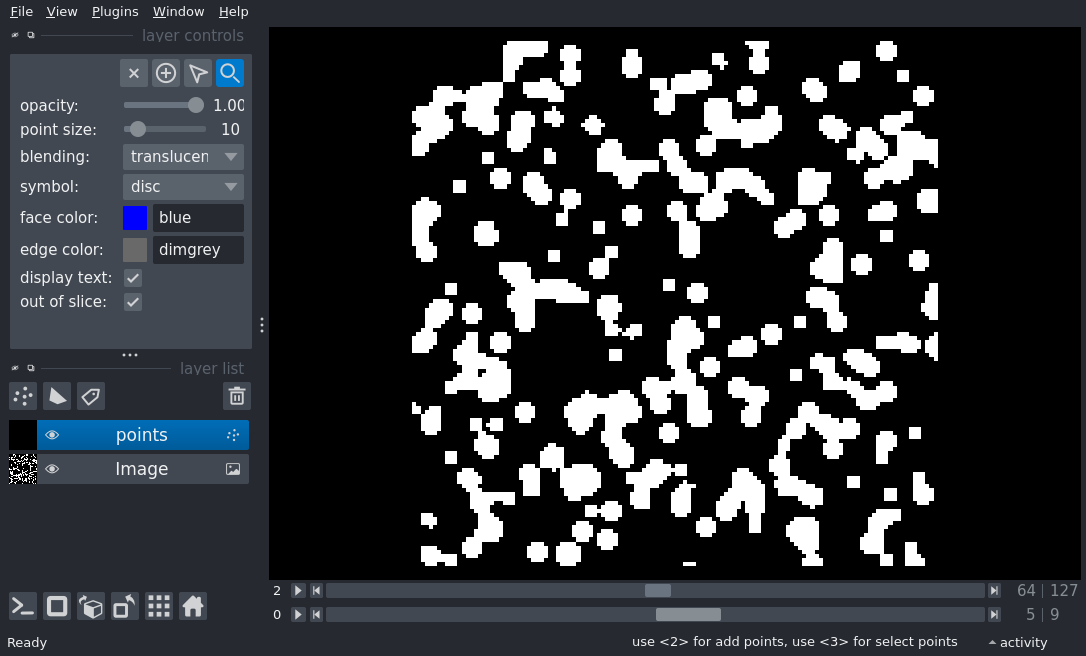 File View Plugins Window Help
layer controls
opacity: 1.00
point size: 10
blending: translucen
symbol: disc
face color: blue
edge color: dimgrey
display text:
out of slice:
layer list
points
Image
2 64 127
0 5 9
Ready use <2> for add points, use <3> for select points activity